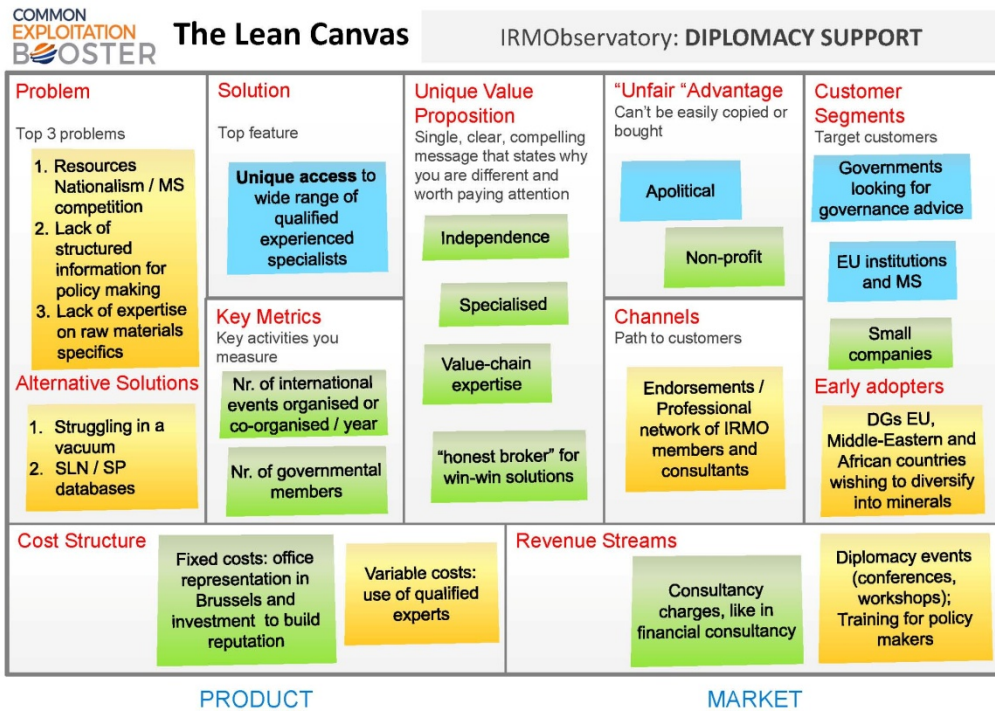 COMMON
EXPLOITATION
BOOSTER
The Lean Canvas
IRMObservatory: DIPLOMACY SUPPORT
Problem
Top 3 problems
1. Resources
Nationalism / MS
competition
2. Lack of
structured
information for
policy making
3. Lack of expertise
on raw materials
specifics
Alternative Solutions
1. Struggling in a
vacuum
2. SLN / SP
databases
Solution
Top feature
Unique access to
wide range of
qualified
experienced
specialists
Key Metrics
Key activities you
measure
Nr. of international
events organised or
co-organised / year
Nr. of governmental
members
Unique Value
Proposition
Single, clear, compelling
message that states why
you are different and
worth paying attention
Independence
Specialised
Value-chain
expertise
“honest broker” for
win-win solutions
"Unfair "Advantage
Can't be easily copied or
bought
Apolitical
Non-profit
Channels
Path to customers
Endorsements /
Professional
network of IRMO
members and
consultants
Customer
Segments
Target customers
Governments
looking for
governance advice
EU institutions
and MS
Small
companies
Early adopters
DGs EU,
Middle-Eastern and
African countries
wishing to diversify
into minerals
Cost Structure
Fixed costs: office
representation in
Brussels and
investment to build
reputation
Variable costs:
use of qualified
experts
Revenue Streams
Consultancy
charges, like in
financial consultancy
Diplomacy events
(conferences,
workshops);
Training for policy
makers
PRODUCT
MARKET